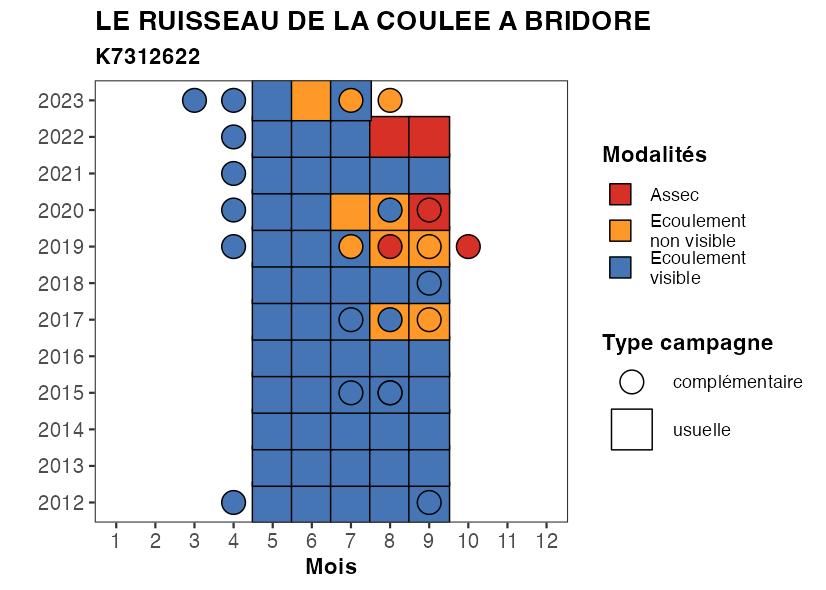 LE RUISSEAU DE LA COULEE A BRIDORE
K7312622
2023
2022
2021
2020
2019
2018
2017
2016
2015
2014
2013
2012
1 2 3 4 5 6 7 8 9 10 11 12
Mois
Modalités
Assec
Ecoulement
non visible
Ecoulement
visible
Type campagne
complémentaire
usuelle